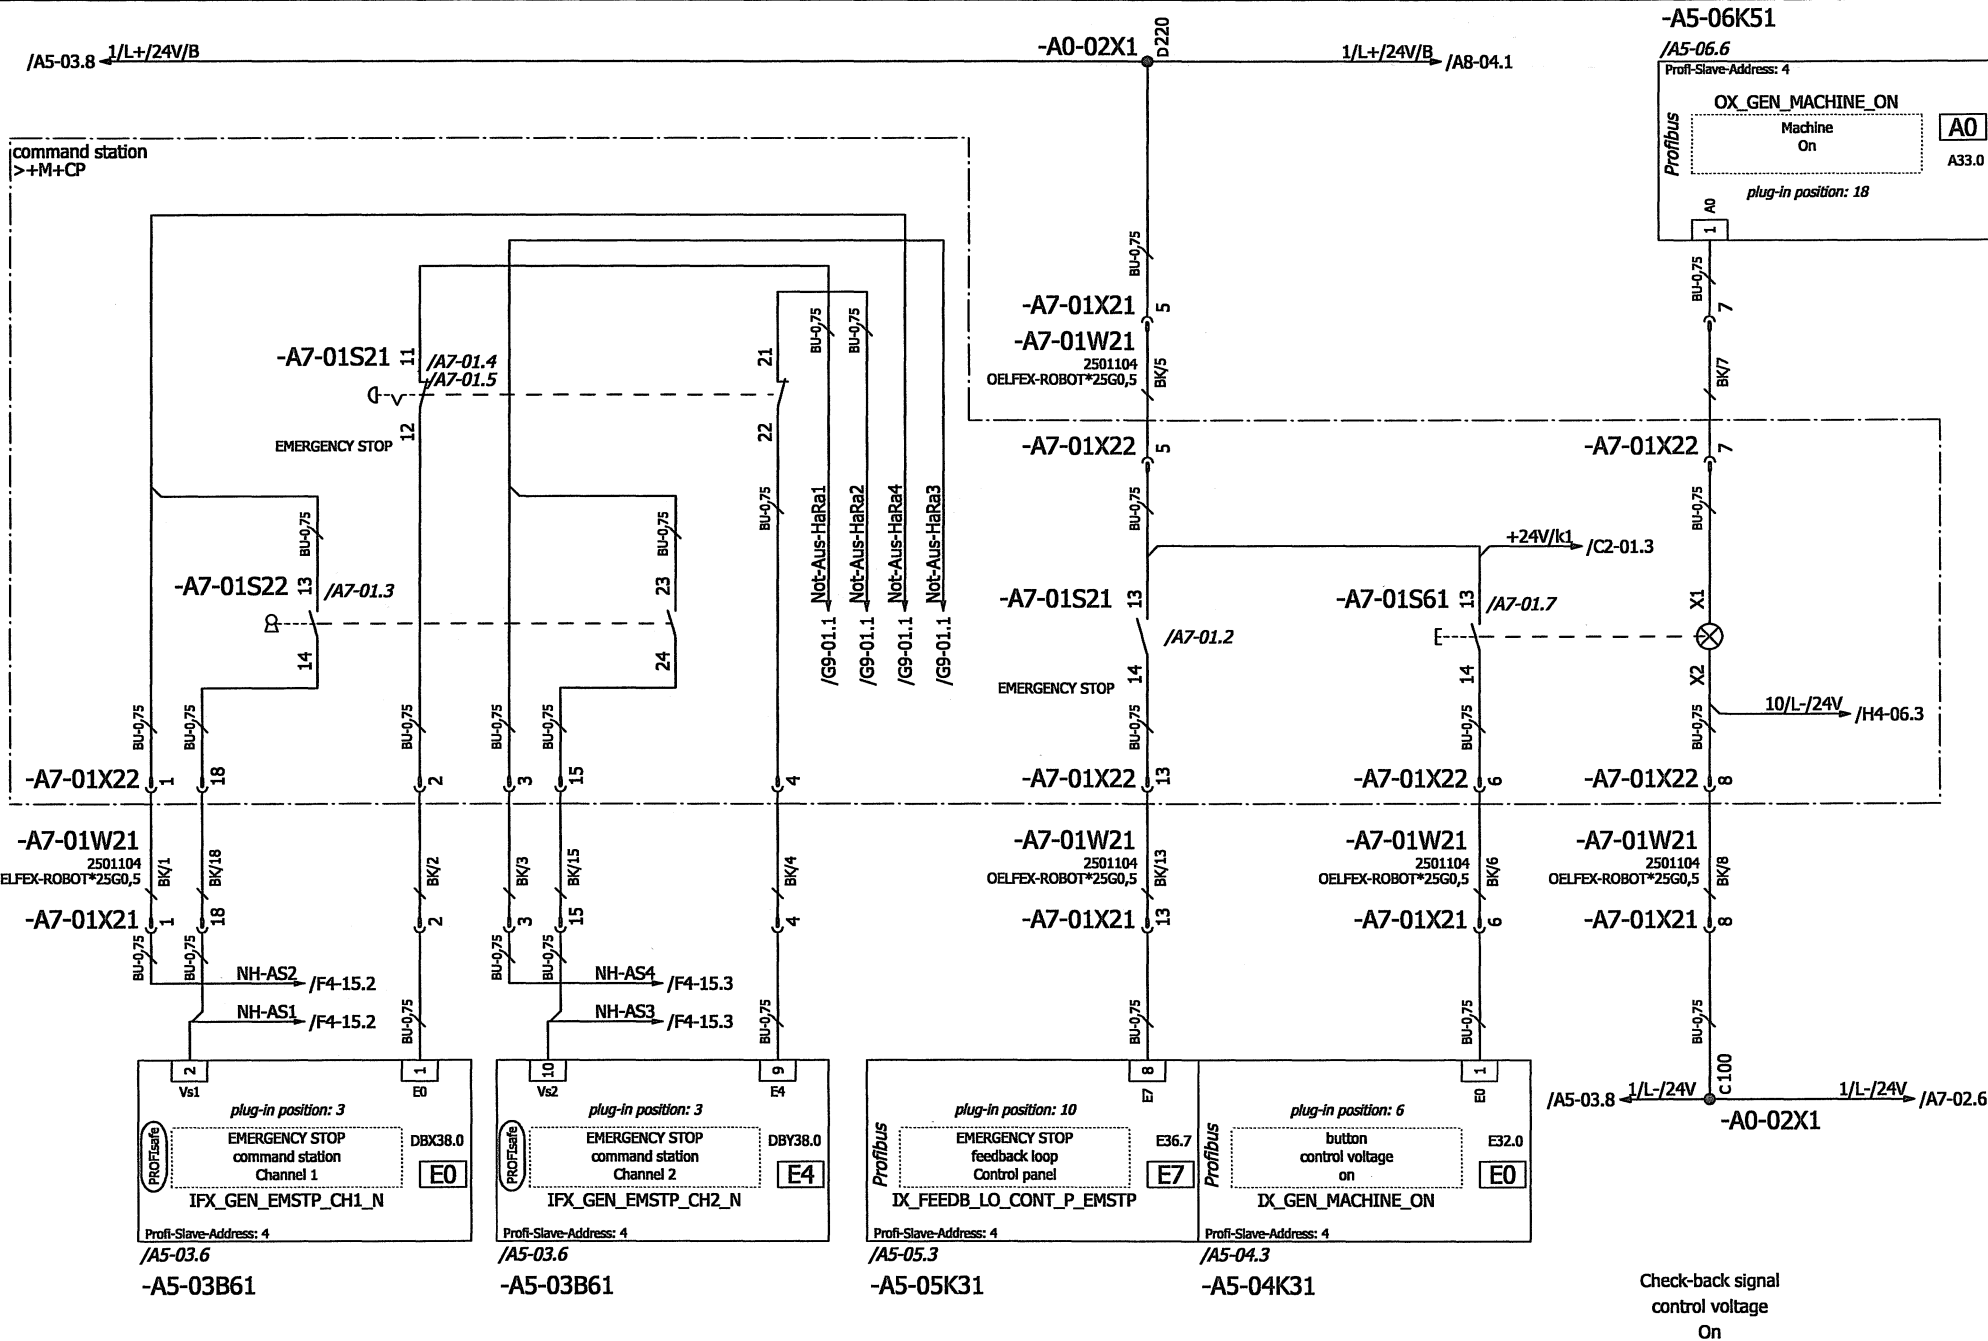 -A5-06K51
/A5-06.6
Profi-Slave-Address: 4
OX_GEN_MACHINE_ON
Machine
On
Profibus
A0
A33.0
plug-in position: 18
A0
1
/A5-03.8
1/L+/24V/B
-A0-02X1
D220
1/L+/24V/B
/A8-04.1
command station
>+M+CP
BU-0,75
BU-0,75
-A7-01X21
5
7
-A7-01W21
2501104
OELFEX-ROBOT*25G0,5
BK/5
BK/7
-A7-01S21
11
/A7-01.4
/A7-01.5
21
BU-0,75
BU-0,75
12
22
EMERGENCY STOP
-A7-01X22
5
-A7-01X22
7
BU-0,75
BU-0,75
BU-0,75
BU-0,75
BU-0,75
Not-Aus-HaRa1
Not-Aus-HaRa2
Not-Aus-HaRa4
Not-Aus-HaRa3
/G9-01.1
/G9-01.1
/G9-01.1
/G9-01.1
+24V/k1
/C2-01.3
-A7-01S22
13
/A7-01.3
23
14
24
-A7-01S21
13
/A7-01.2
14
EMERGENCY STOP
-A7-01S61
13
/A7-01.7
14
X1
X2
10/L-/24V
/H4-06.3
BU-0,75
BU-0,75
BU-0,75
BU-0,75
BU-0,75
BU-0,75
BU-0,75
BU-0,75
-A7-01X22
1
18
2
3
15
4
-A7-01X22
13
-A7-01X22
6
-A7-01X22
8
-A7-01W21
2501104
ELFEX-ROBOT*25G0,5
BK/1
BK/18
BK/2
BK/3
BK/15
BK/4
-A7-01W21
2501104
OELFEX-ROBOT*25G0,5
BK/13
-A7-01W21
2501104
OELFEX-ROBOT*25G0,5
BK/6
-A7-01W21
2501104
OELFEX-ROBOT*25G0,5
BK/8
-A7-01X21
1
18
2
3
15
4
-A7-01X21
13
-A7-01X21
6
-A7-01X21
8
BU-0,75
BU-0,75
BU-0,75
BU-0,75
NH-AS2
/F4-15.2
NH-AS4
/F4-15.3
NH-AS1
/F4-15.2
NH-AS3
/F4-15.3
BU-0,75
BU-0,75
BU-0,75
BU-0,75
BU-0,75
2
Vs1
1
E0
plug-in position: 3
PROFIsafe
EMERGENCY STOP
command station
Channel 1
DBX38.0
E0
IFX_GEN_EMSTP_CH1_N
Profi-Slave-Address: 4
/A5-03.6
-A5-03B61
10
Vs2
9
E4
plug-in position: 3
PROFIsafe
EMERGENCY STOP
command station
Channel 2
DBY38.0
E4
IFX_GEN_EMSTP_CH2_N
Profi-Slave-Address: 4
/A5-03.6
-A5-03B61
8
E7
plug-in position: 10
Profibus
EMERGENCY STOP
feedback loop
Control panel
E36.7
E7
IX_FEEDB_LO_CONT_P_EMSTP
Profi-Slave-Address: 4
/A5-05.3
-A5-05K31
1
E0
plug-in position: 6
Profibus
button
control voltage
on
E32.0
E0
IX_GEN_MACHINE_ON
Profi-Slave-Address: 4
/A5-04.3
-A5-04K31
/A5-03.8
1/L-/24V
C100
1/L-/24V
/A7-02.6
-A0-02X1
Check-back signal
control voltage
On